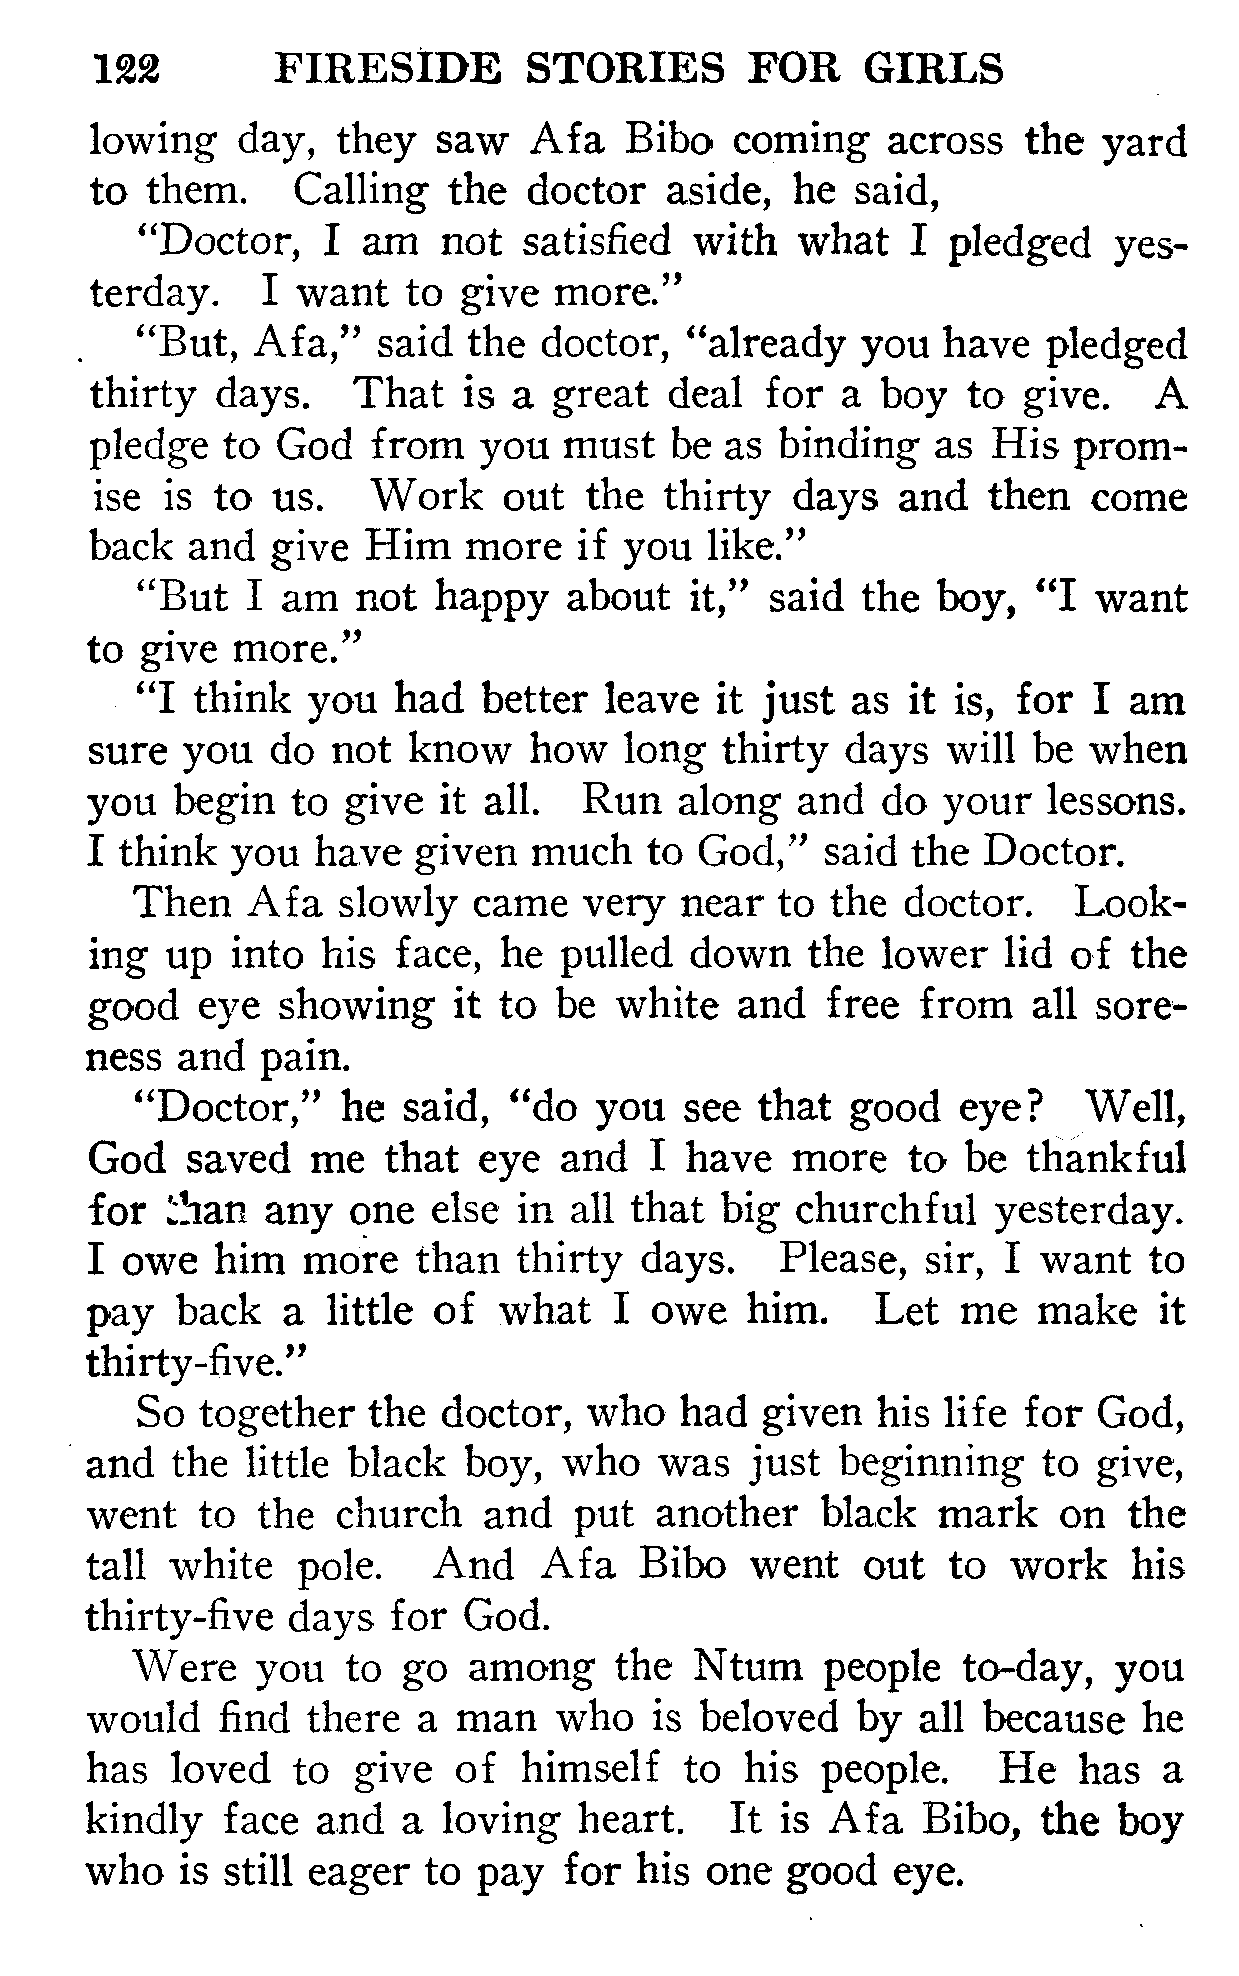 122 FIRESIDE STORIES FOR GIRLS
lowing day, they saw Afa Bibo coming across the yard
to them. Calling the doctor aside, he said,
"Doctor, I am not satisfied with what I pledged yes-
terday. I want to give more."
"But, Afa," said the doctor, "already you have pledged
thirty days. That is a great deal for a boy to give. A
pledge to God from you must be as binding as His prom-
ise is to us. Work out the thirty days and then come
back and give Him more if you like."
"But I am not happy about it," said the boy, "I want
to give more."
"I think you had better leave it just as it is, for I am
sure you do not know how long thirty days will be when
you begin to give it all. Run along and do your lessons.
I think you have given much to God," said the Doctor.
Then Afa slowly came very near to the doctor. Look-
ing up into his face, he pulled down the lower lid of the
good eye showing it to be white and free from all sore-
ness and pain.
"Doctor," he said, "do you see that good eye? Well,
God saved me that eye and I have more to be thankful
for than any one else in all that big churchful yesterday.
I owe him more than thirty days. Please, sir, I want to
pay back a little of what I owe him. Let me make it
thirty-five."
So together the doctor, who had given his life for God,
and the little black boy, who was just beginning to give,
went to the church and put another black mark on the
tall white pole. And Afa Bibo went out to work his
thirty-five days for God.
Were you to go among the Ntum people to-day, you
would find there a man who is beloved by all because he
has loved to give of himself to his people. He has a
kindly face and a loving heart. It is Afa Bibo, the boy
who is still eager to pay for his one good eye.